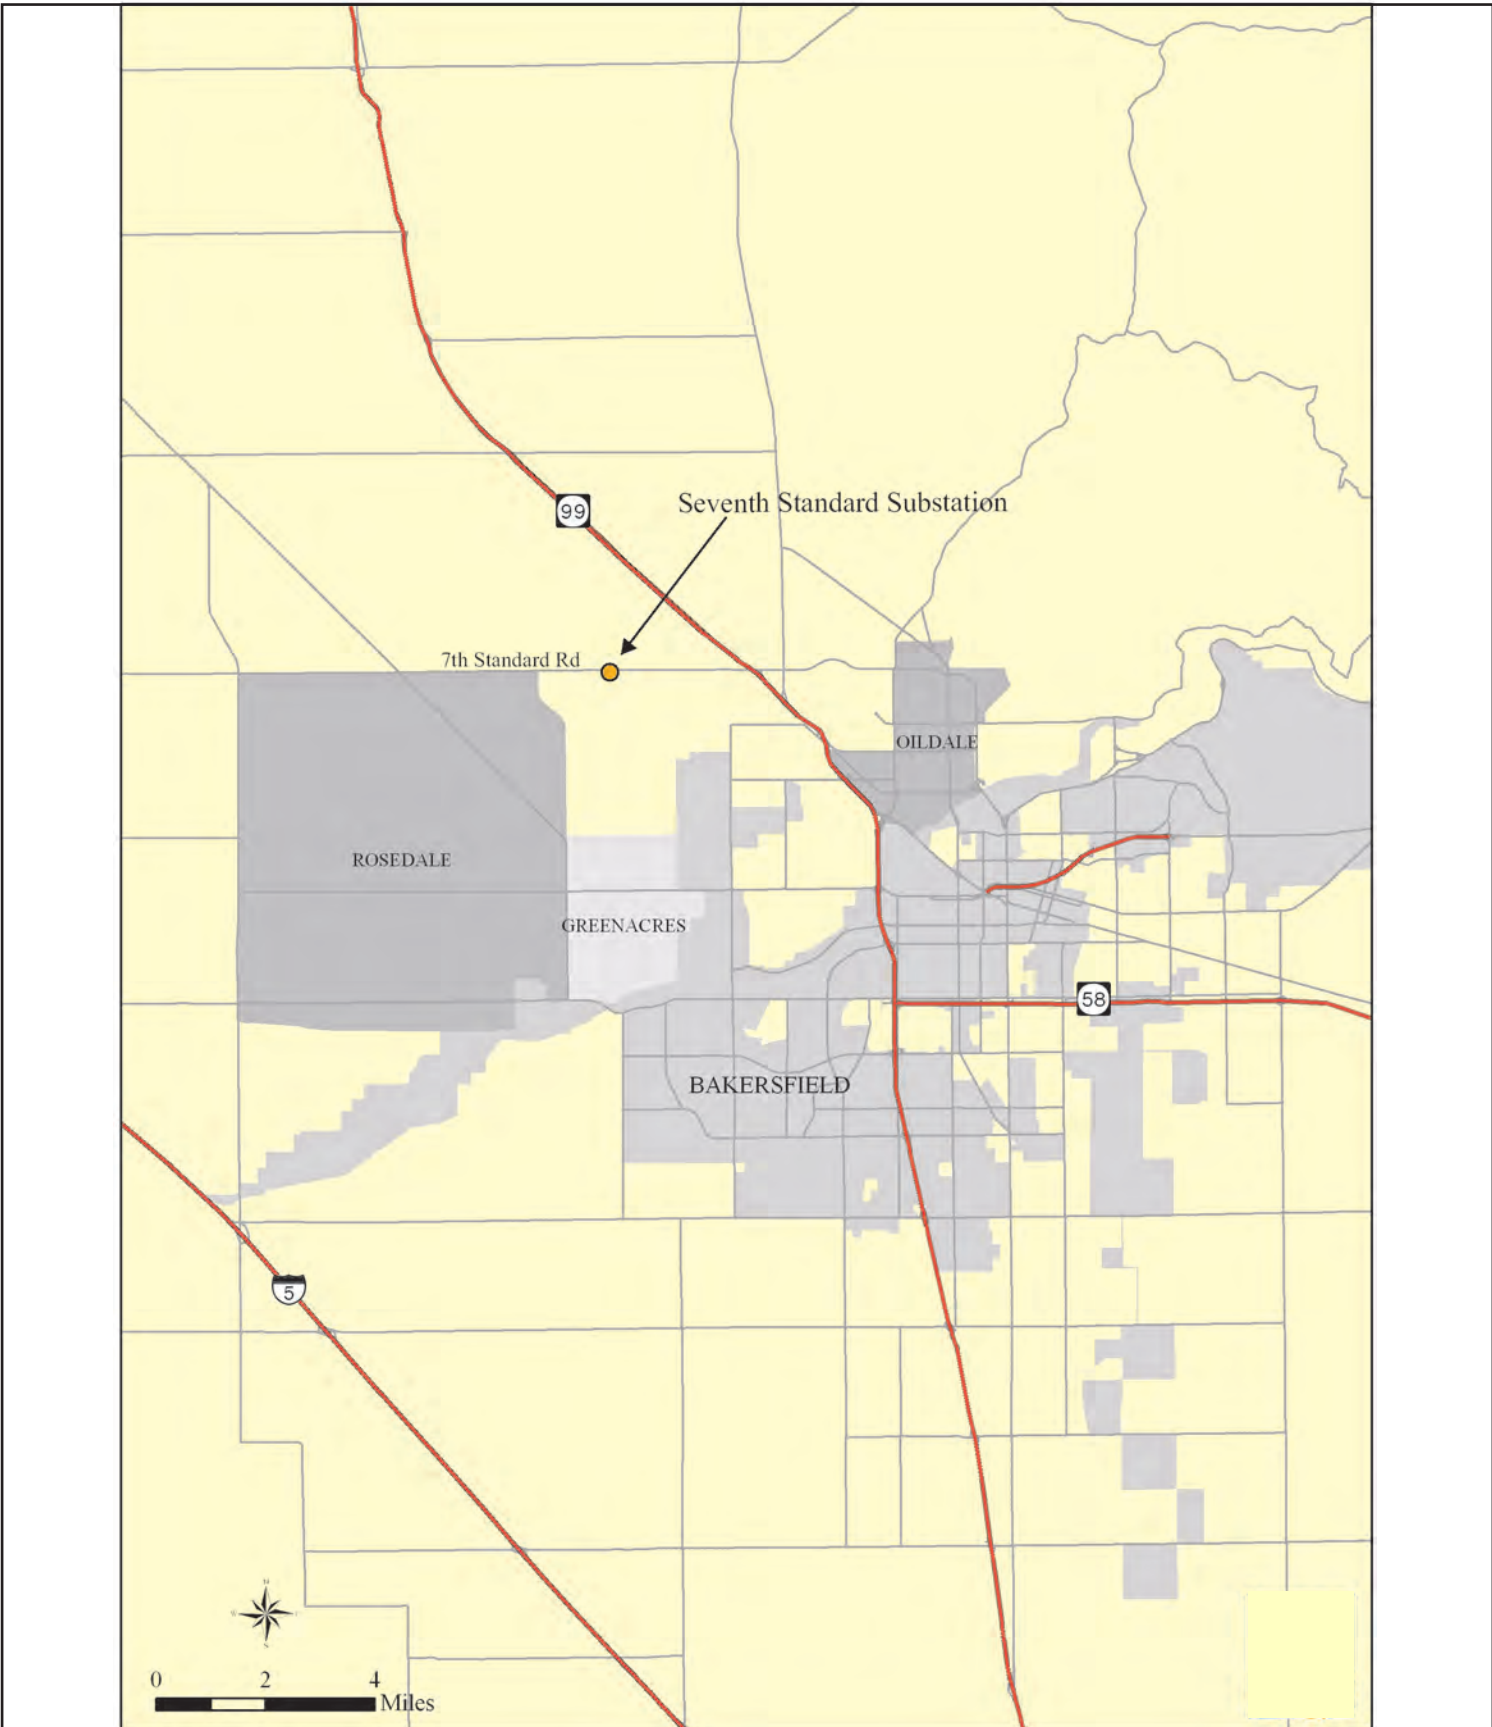 99
Seventh Standard Substation
7th Standard Rd
OILDALE
ROSEDALE
GREENACRES
58
BAKERSFIELD
5
N
W
S
0 2 4
Miles